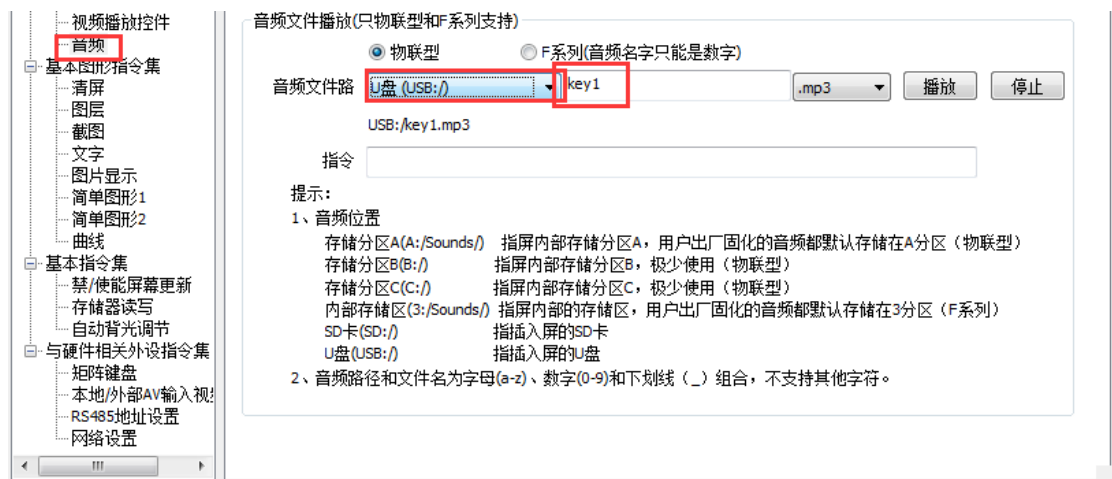 视频播放控件
音频
基本图形指令集
清屏
图层
截图
文字
图片显示
简单图形1
简单图形2
曲线
基本指令集
禁/使能屏幕更新
存储器读写
自动背光调节
与硬件相关外设指令集
矩阵键盘
本地/外部AV输入视
RS485地址设置
网络设置
音频文件播放(只物联型和F系列支持)
物联型 F系列(音频名字只能是数字)
音频文件路 U盘 (USB:/) key1 .mp3 播放 停止
USB:/key1.mp3
指令
提示:
1、音频位置
存储分区A(A:/Sounds/) 指屏内部存储分区A，用户出厂固化的音频都默认存储在A分区（物联型）
存储分区B(B:/) 指屏内部存储分区B，极少使用（物联型）
存储分区C(C:/) 指屏内部存储分区C，极少使用（物联型）
内部存储区(3:/Sounds/) 指屏内部的存储区，用户出厂固化的音频都默认存储在3分区（F系列）
SD卡(SD:/) 指插入屏的SD卡
U盘(USB:/) 指插入屏的U盘
2、音频路径和文件名为字母(a-z)、数字(0-9)和下划线（_）组合，不支持其他字符。